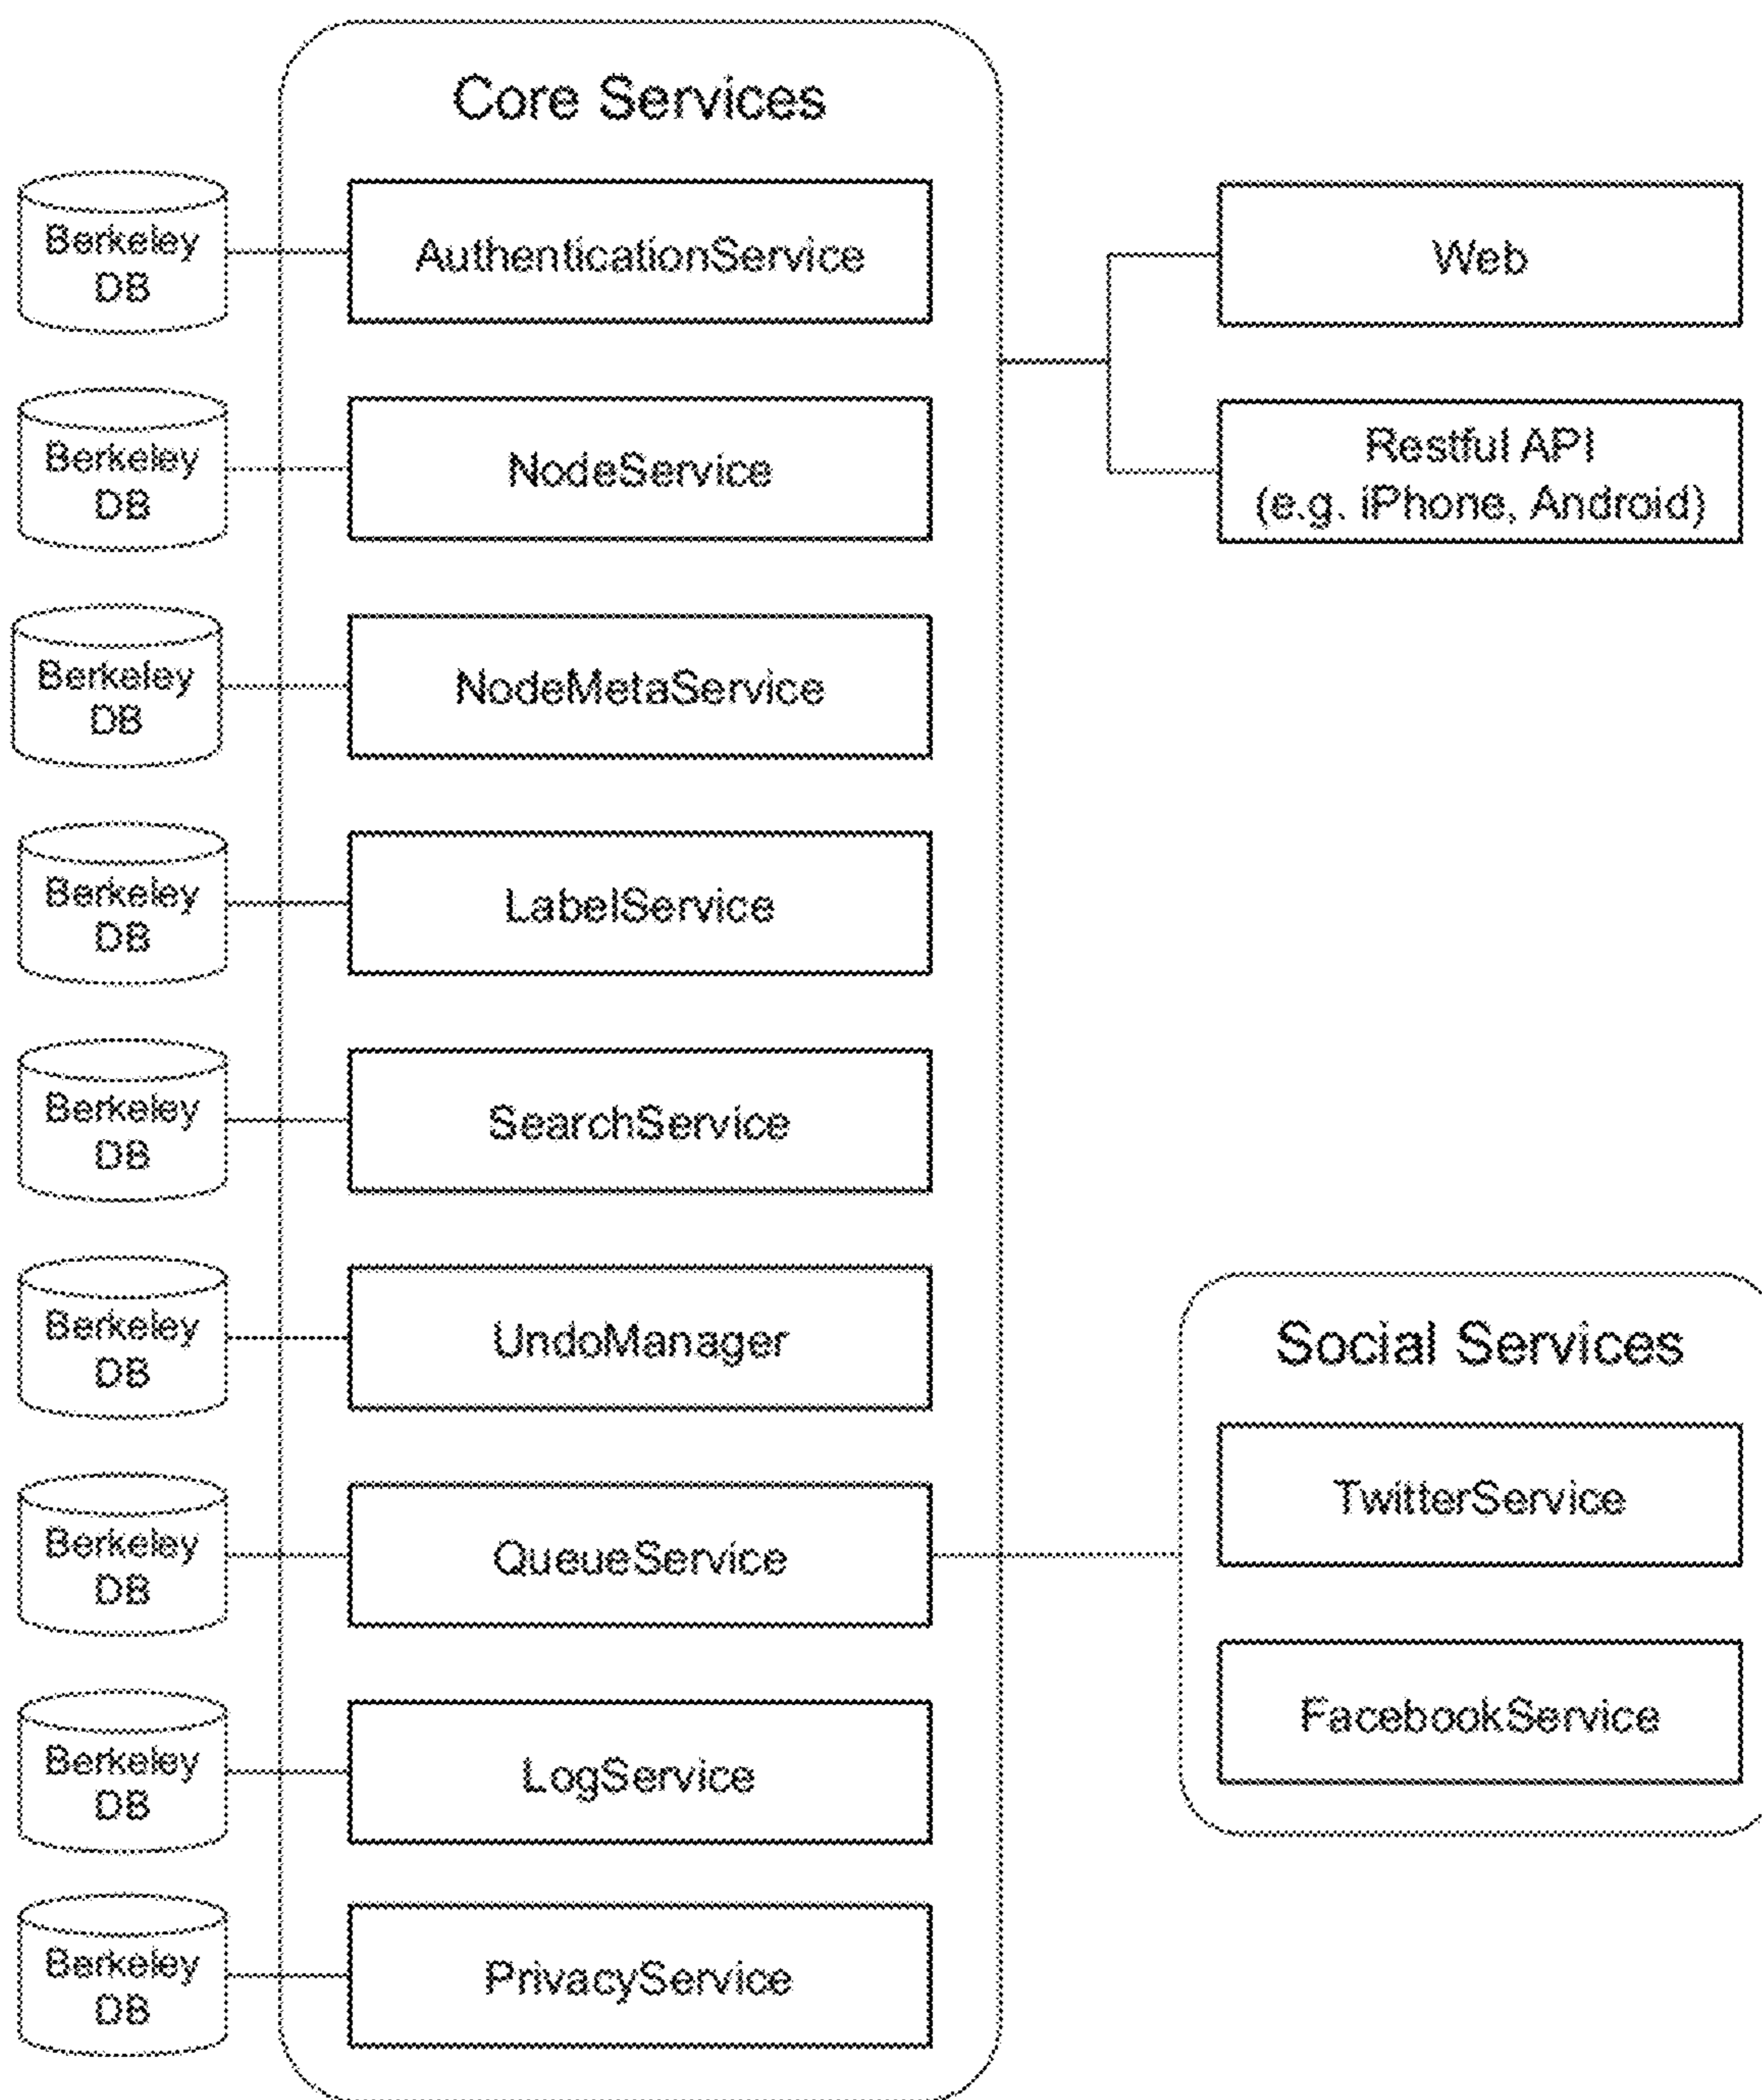 Core Services
Berkeley
DB
AuthenticationService
Web
Berkeley
DB
NodeService
Restful API
(e.g. iPhone, Android)
Berkeley
DB
NodeMetaService
Berkeley
DB
LabelService
Berkeley
DB
SearchService
Berkeley
DB
UndoManager
Social Services
TwitterService
Berkeley
DB
QueueService
FacebookService
Berkeley
DB
LogService
Berkeley
DB
PrivacyService